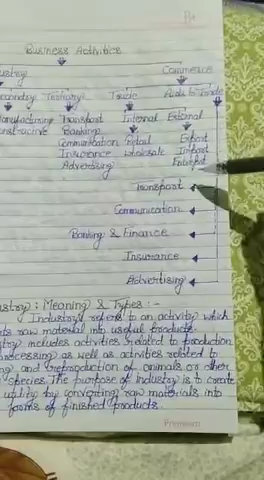 Business Activities
Commerce
Tertiary Trade Aids to Trade
Manufacturing Transport Internal External
Banking
Communication Retail Export
Insurance wholesale Import
Advertising Entrepot
Transport
Communication
Banking & Finance
Insurance
Advertising
: Meaning & Types :-
Industry refers to an activity which
raw material into useful products.
includes activities related to production
processing as well as activities related to
and reproduction of animals or other
species. The purpose of Industry is to create
utility by converting raw materials into
forms of finished products.
Premium